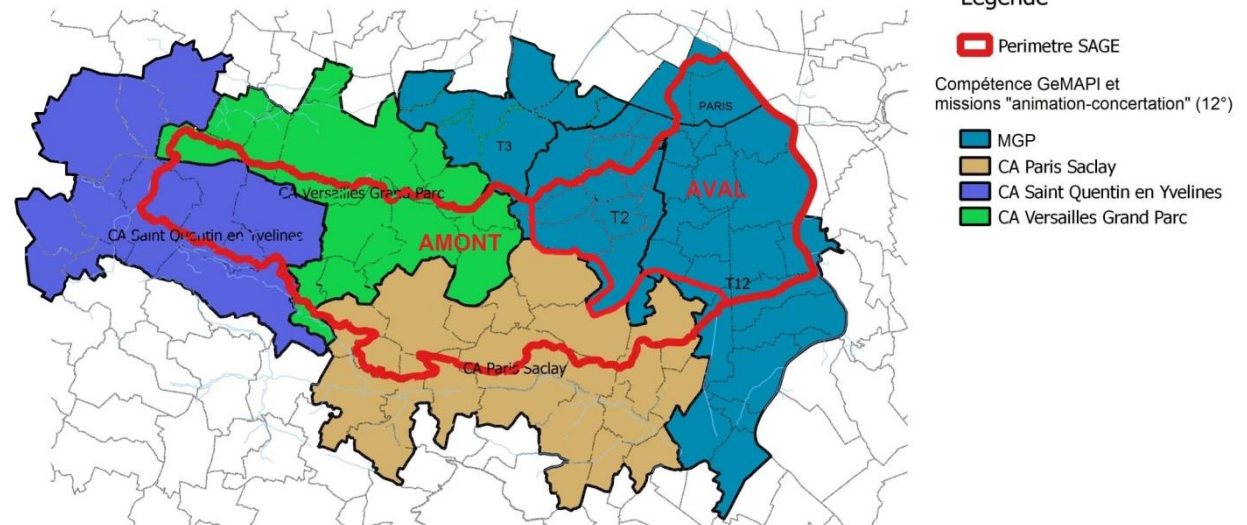 Légende
Perimetre SAGE
Compétence GeMAPI et
missions "animation-concertation" (12°)
MGP
CA Paris Saclay
CA Saint Quentin en Yvelines
CA Versailles Grand Parc
PARIS
T3
CA Versailles Grand Parc
AVAL
T2
CA Saint Quentin en Yvelines
AMONT
T12
CA Paris Saclay